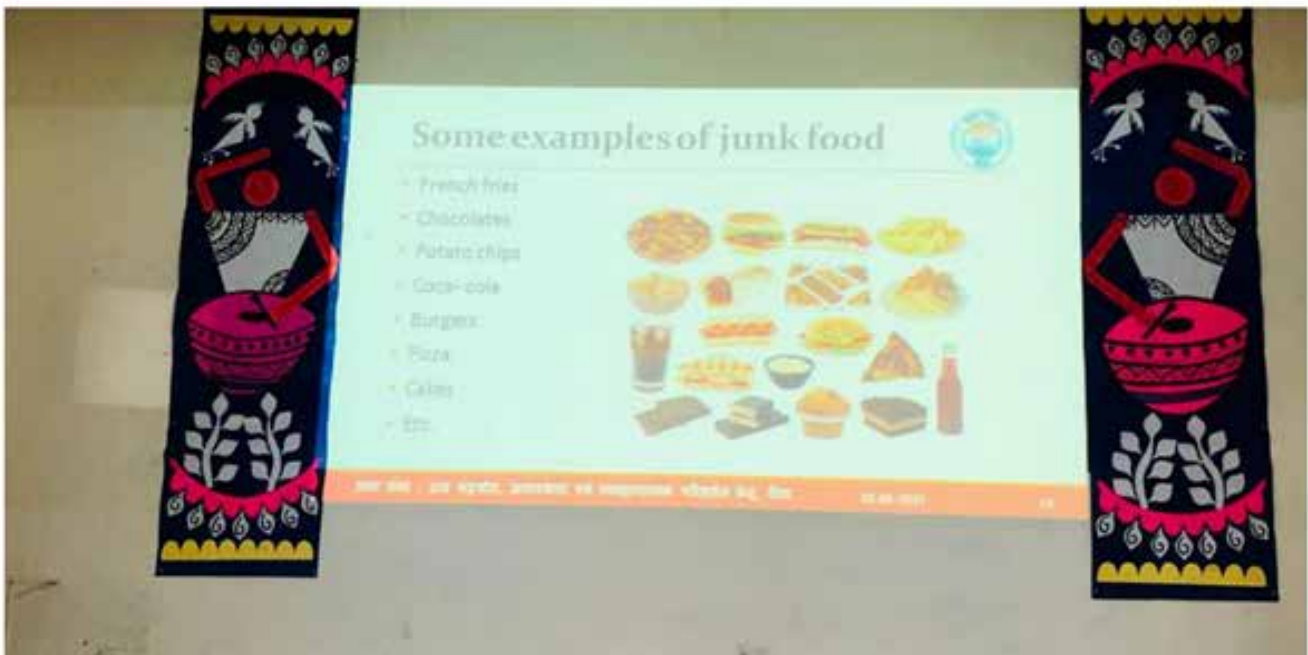 Some examples of junk food
• French fries
• Chocolates
• Potato chips
• Coca- cola
• Burgers
• Pizza
• Cakes
• Etc.